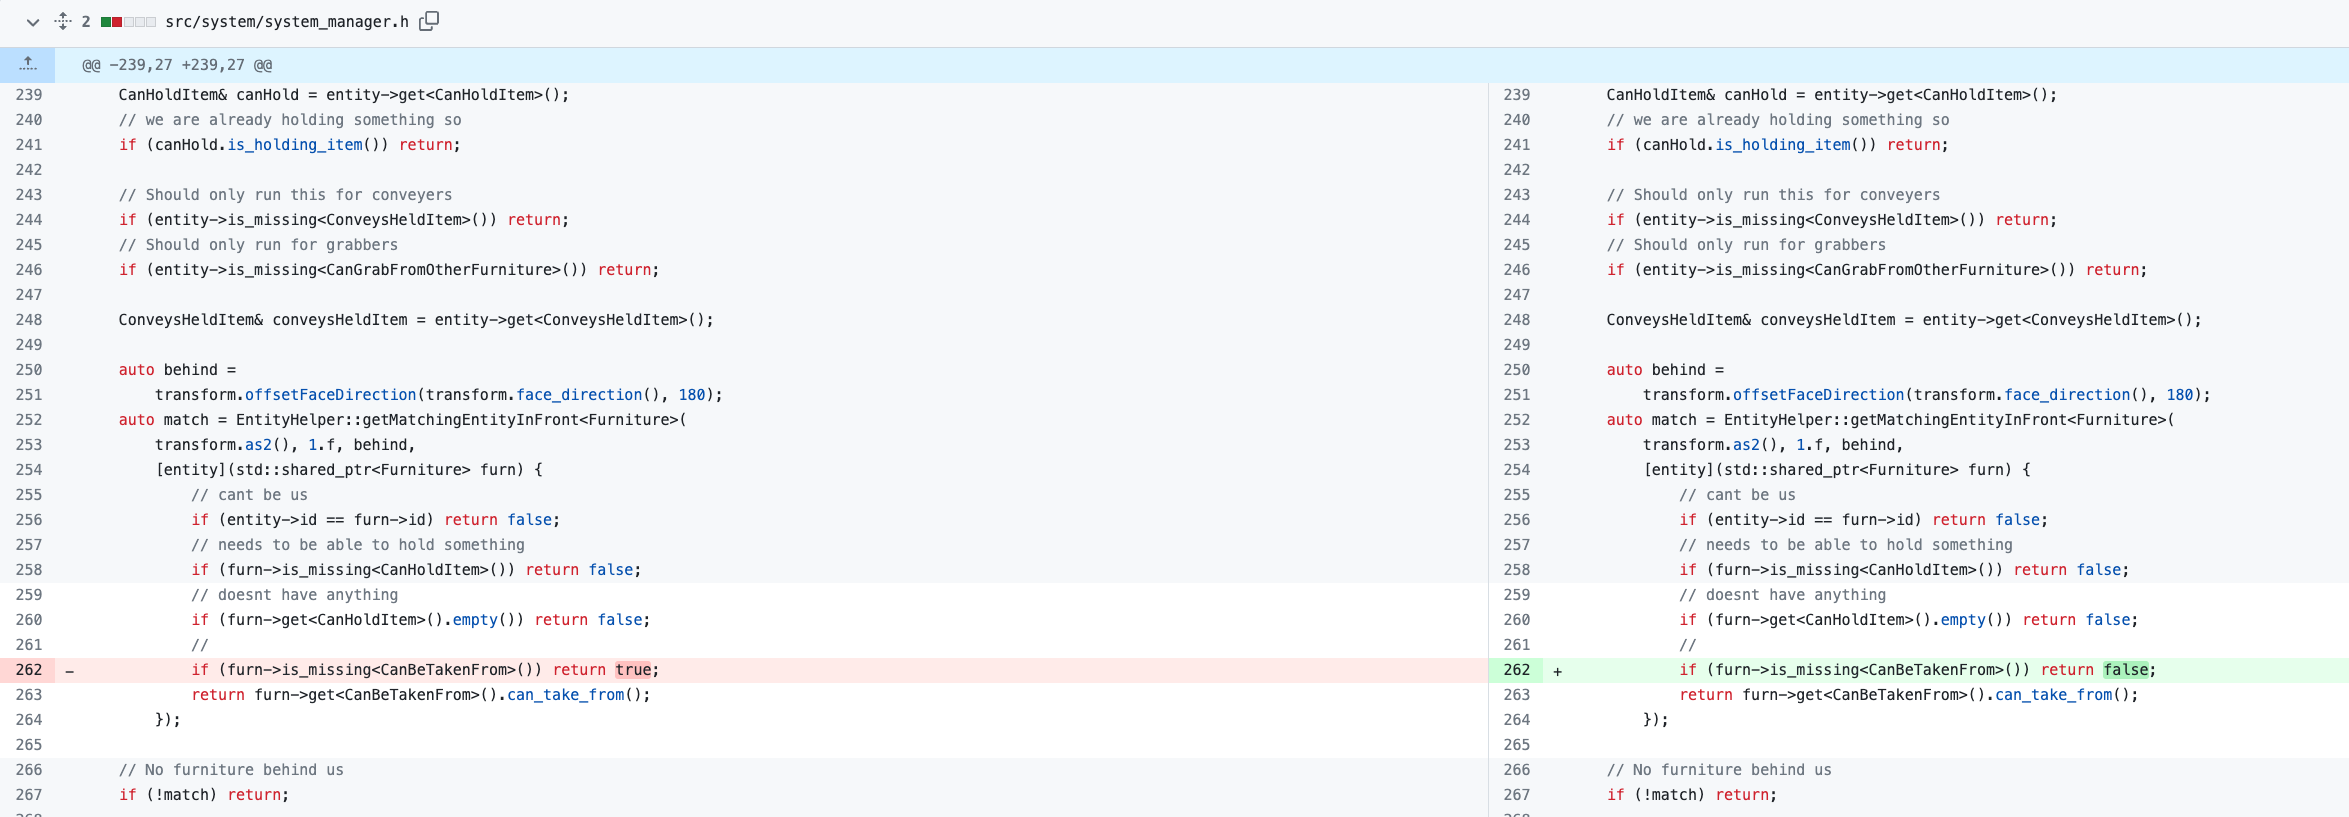 2 src/system/system_manager.h
@@ -239,27 +239,27 @@
239 CanHoldItem& canHold = entity->get<CanHoldItem>();
240 // we are already holding something so
241 if (canHold.is_holding_item()) return;
242
243 // Should only run this for conveyers
244 if (entity->is_missing<ConveysHeldItem>()) return;
245 // Should only run for grabbers
246 if (entity->is_missing<CanGrabFromOtherFurniture>()) return;
247
248 ConveysHeldItem& conveysHeldItem = entity->get<ConveysHeldItem>();
249
250 auto behind =
251 transform.offsetFaceDirection(transform.face_direction(), 180);
252 auto match = EntityHelper::getMatchingEntityInFront<Furniture>(
253 transform.as2(), 1.f, behind,
254 [entity](std::shared_ptr<Furniture> furn) {
255 // cant be us
256 if (entity->id == furn->id) return false;
257 // needs to be able to hold something
258 if (furn->is_missing<CanHoldItem>()) return false;
259 // doesnt have anything
260 if (furn->get<CanHoldItem>().empty()) return false;
261 //
262 - if (furn->is_missing<CanBeTakenFrom>()) return true;
263 return furn->get<CanBeTakenFrom>().can_take_from();
264 });
265
266 // No furniture behind us
267 if (!match) return;
239 CanHoldItem& canHold = entity->get<CanHoldItem>();
240 // we are already holding something so
241 if (canHold.is_holding_item()) return;
242
243 // Should only run this for conveyers
244 if (entity->is_missing<ConveysHeldItem>()) return;
245 // Should only run for grabbers
246 if (entity->is_missing<CanGrabFromOtherFurniture>()) return;
247
248 ConveysHeldItem& conveysHeldItem = entity->get<ConveysHeldItem>();
249
250 auto behind =
251 transform.offsetFaceDirection(transform.face_direction(), 180);
252 auto match = EntityHelper::getMatchingEntityInFront<Furniture>(
253 transform.as2(), 1.f, behind,
254 [entity](std::shared_ptr<Furniture> furn) {
255 // cant be us
256 if (entity->id == furn->id) return false;
257 // needs to be able to hold something
258 if (furn->is_missing<CanHoldItem>()) return false;
259 // doesnt have anything
260 if (furn->get<CanHoldItem>().empty()) return false;
261 //
262 + if (furn->is_missing<CanBeTakenFrom>()) return false;
263 return furn->get<CanBeTakenFrom>().can_take_from();
264 });
265
266 // No furniture behind us
267 if (!match) return;